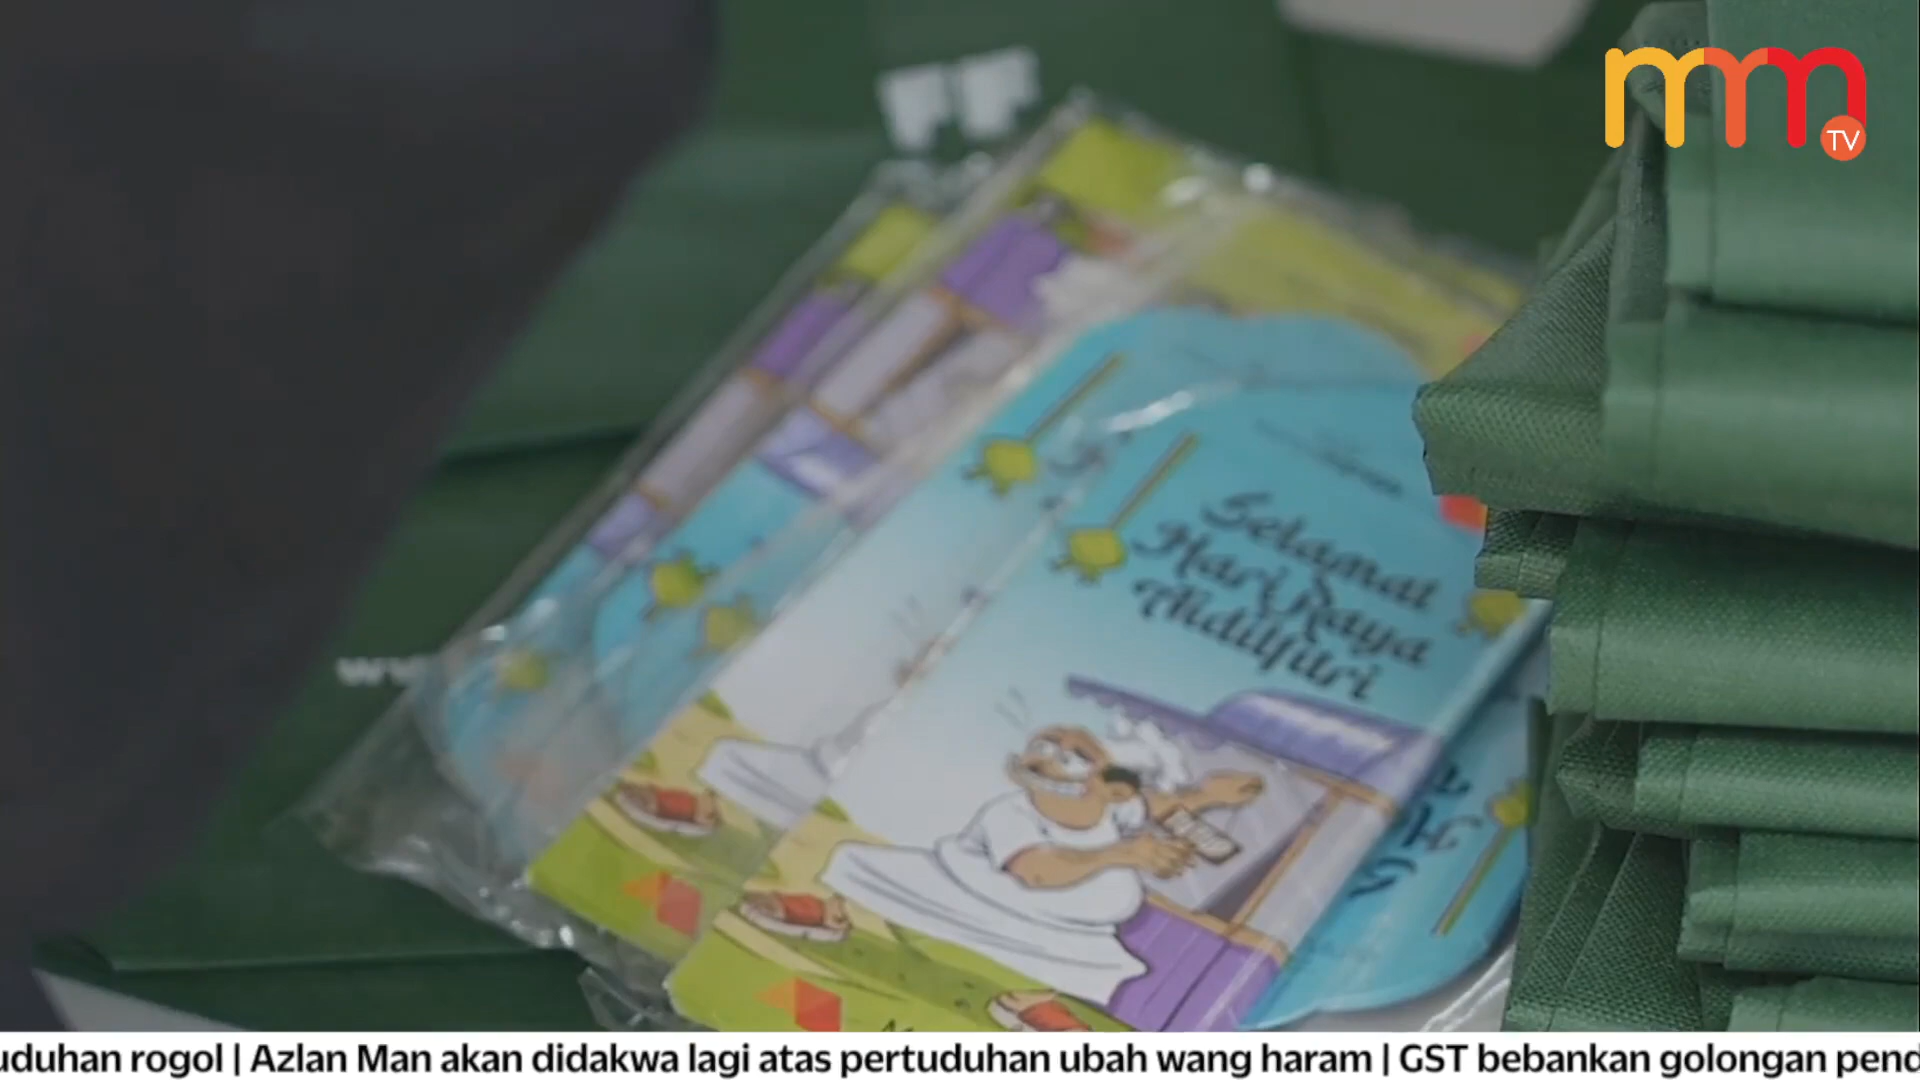 mm
TV
Selamat
Hari Raya
Aidilfitri
uduhan rogol | Azlan Man akan didakwa lagi atas pertuduhan ubah wang haram | GST bebankan golongan pend